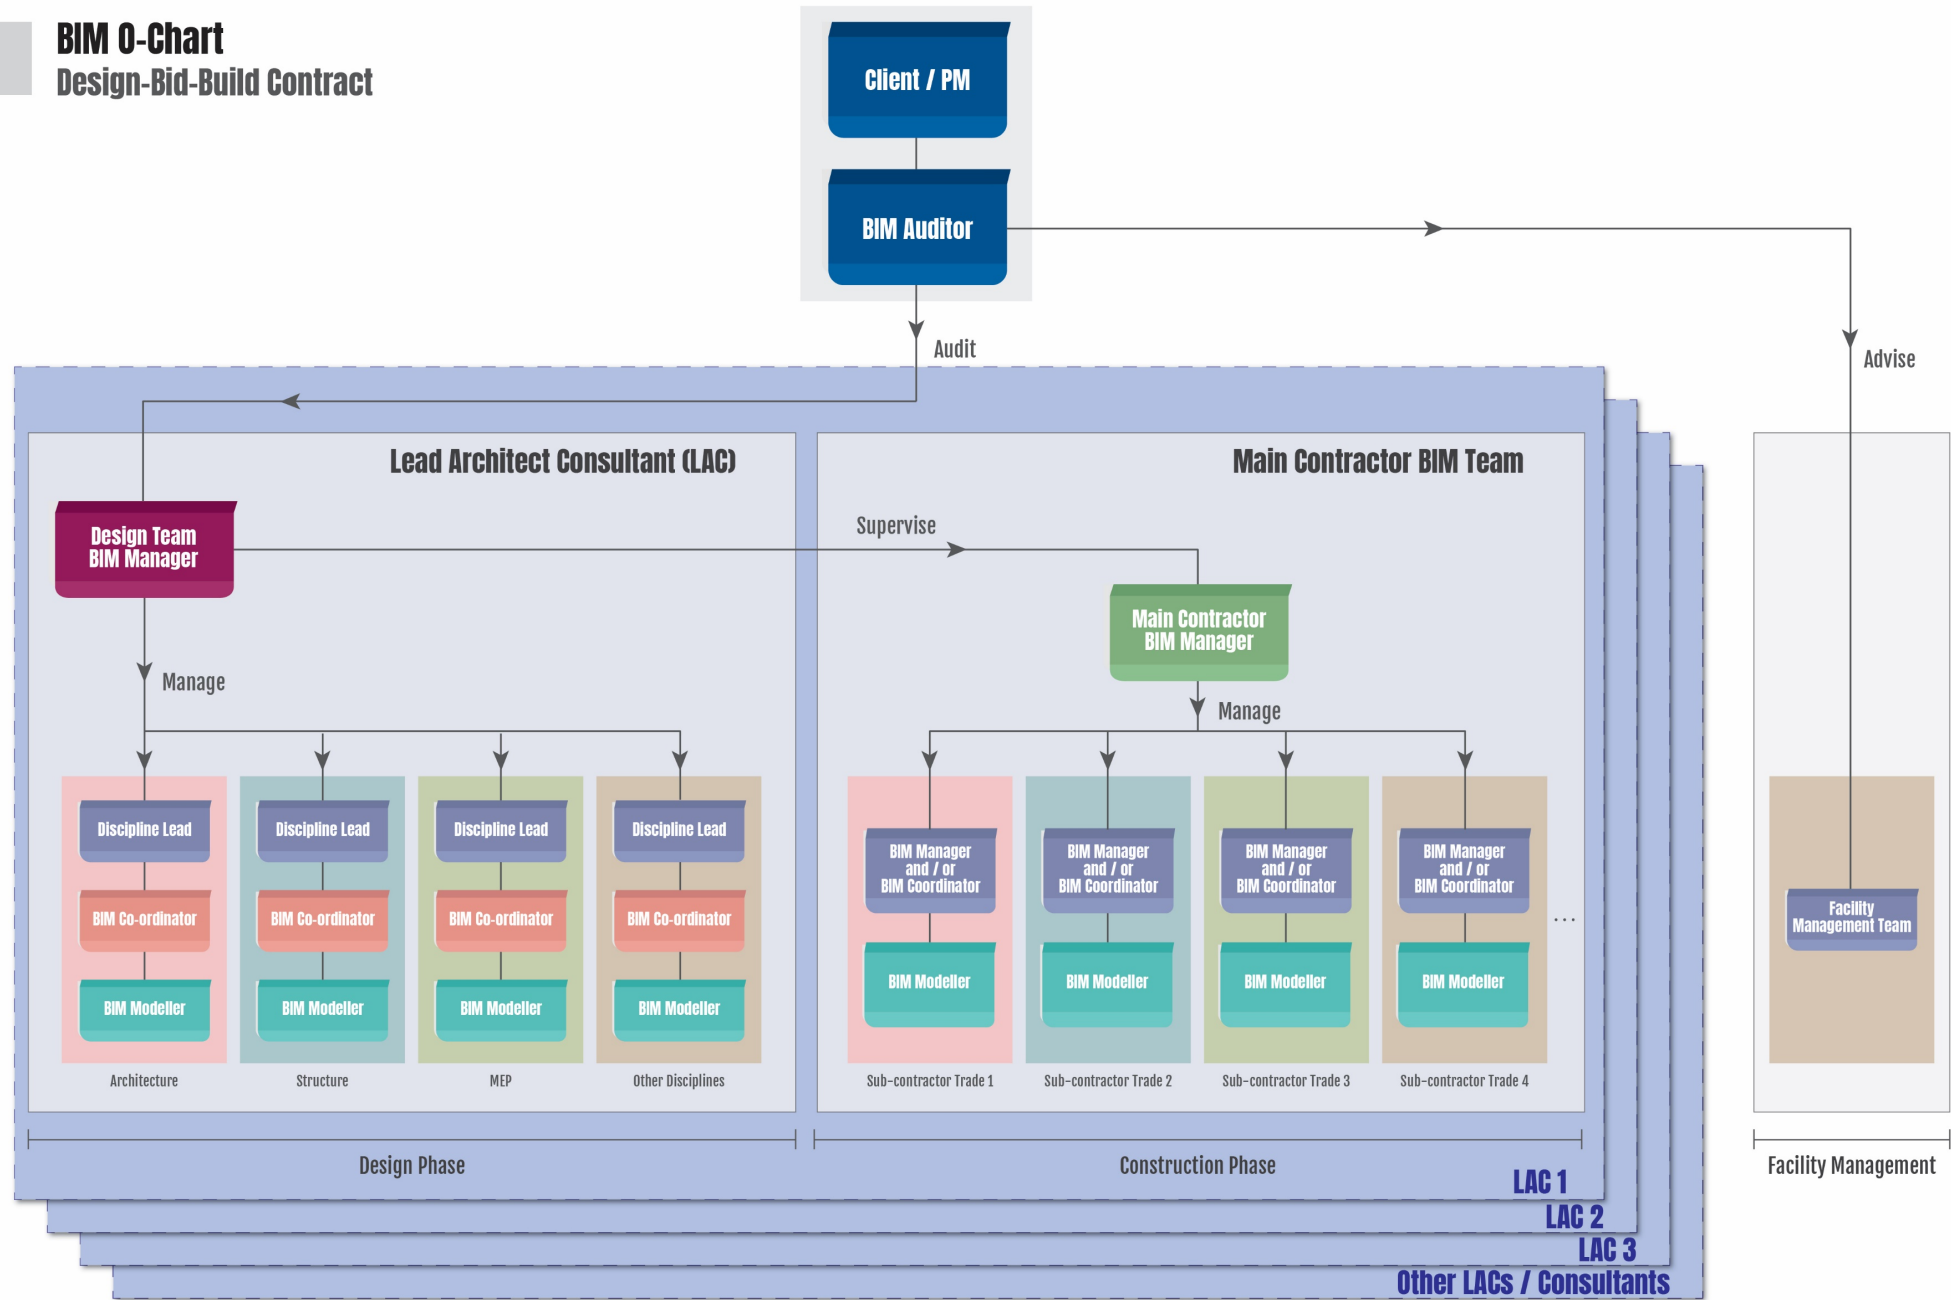 BIM O-Chart
Design-Bid-Build Contract
Client / PM
BIM Auditor
Audit
Advise
Lead Architect Consultant (LAC)
Main Contractor BIM Team
Design Team
BIM Manager
Supervise
Main Contractor
BIM Manager
Manage
Manage
Discipline Lead
Discipline Lead
Discipline Lead
Discipline Lead
BIM Co-ordinator
BIM Co-ordinator
BIM Co-ordinator
BIM Co-ordinator
BIM Modeller
BIM Modeller
BIM Modeller
BIM Modeller
Architecture
Structure
MEP
Other Disciplines
BIM Manager
and / or
BIM Coordinator
BIM Manager
and / or
BIM Coordinator
BIM Manager
and / or
BIM Coordinator
BIM Manager
and / or
BIM Coordinator
...
BIM Modeller
BIM Modeller
BIM Modeller
BIM Modeller
Sub-contractor Trade 1
Sub-contractor Trade 2
Sub-contractor Trade 3
Sub-contractor Trade 4
Facility
Management Team
Design Phase
Construction Phase
Facility Management
LAC 1
LAC 2
LAC 3
Other LACs / Consultants